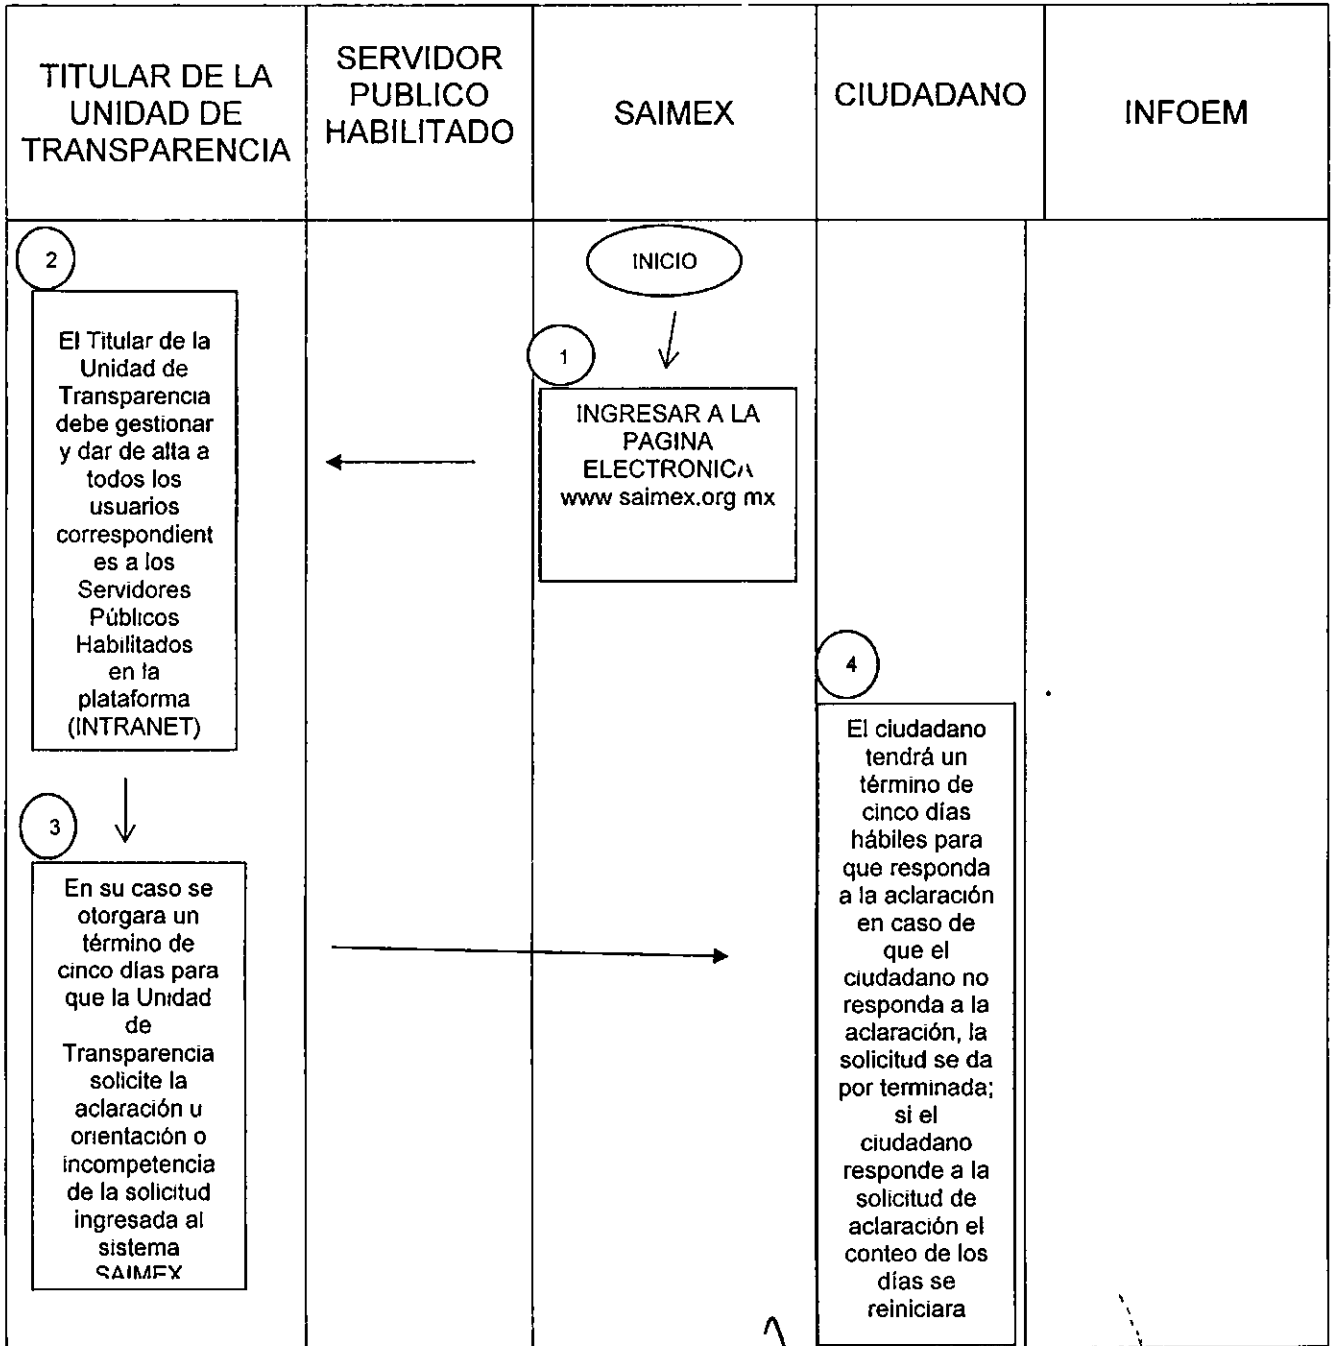 TITULAR DE LA
UNIDAD DE
TRANSPARENCIA
SERVIDOR
PUBLICO
HABILITADO
SAIMEX
CIUDADANO
INFOEM
INICIO
1
INGRESAR A LA
PAGINA
ELECTRONICA
www saimex.org mx
2
El Titular de la
Unidad de
Transparencia
debe gestionar
y dar de alta a
todos los
usuarios
correspondient
es a los
Servidores
Públicos
Habilitados
en la
plataforma
(INTRANET)
3
En su caso se
otorgara un
término de
cinco días para
que la Unidad
de
Transparencia
solicite la
aclaración u
orientación o
incompetencia
de la solicitud
ingresada al
sistema
SAIMEX
4
El ciudadano
tendrá un
término de
cinco días
hábiles para
que responda
a la aclaración
en caso de
que el
ciudadano no
responda a la
aclaración, la
solicitud se da
por terminada;
si el
ciudadano
responde a la
solicitud de
aclaración el
conteo de los
días se
reiniciara